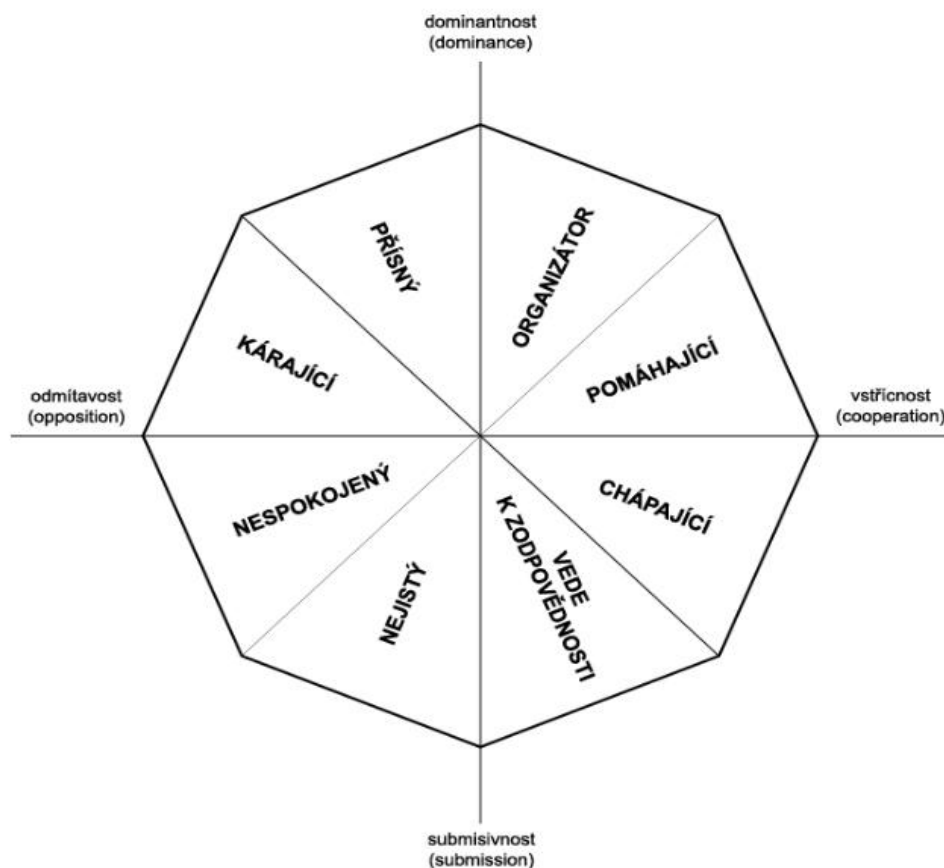 dominantnost
(dominance)
PŘÍSNÝ
ORGANIZÁTOR
KÁRAJÍCÍ
POMÁHAJÍCÍ
odmítavost
(opposition)
vstřícnost
(cooperation)
NESPOKOJENÝ
CHÁPAJÍCÍ
NEJISTÝ
VEDE
K ZODPOVĚDNOSTI
submisivnost
(submission)